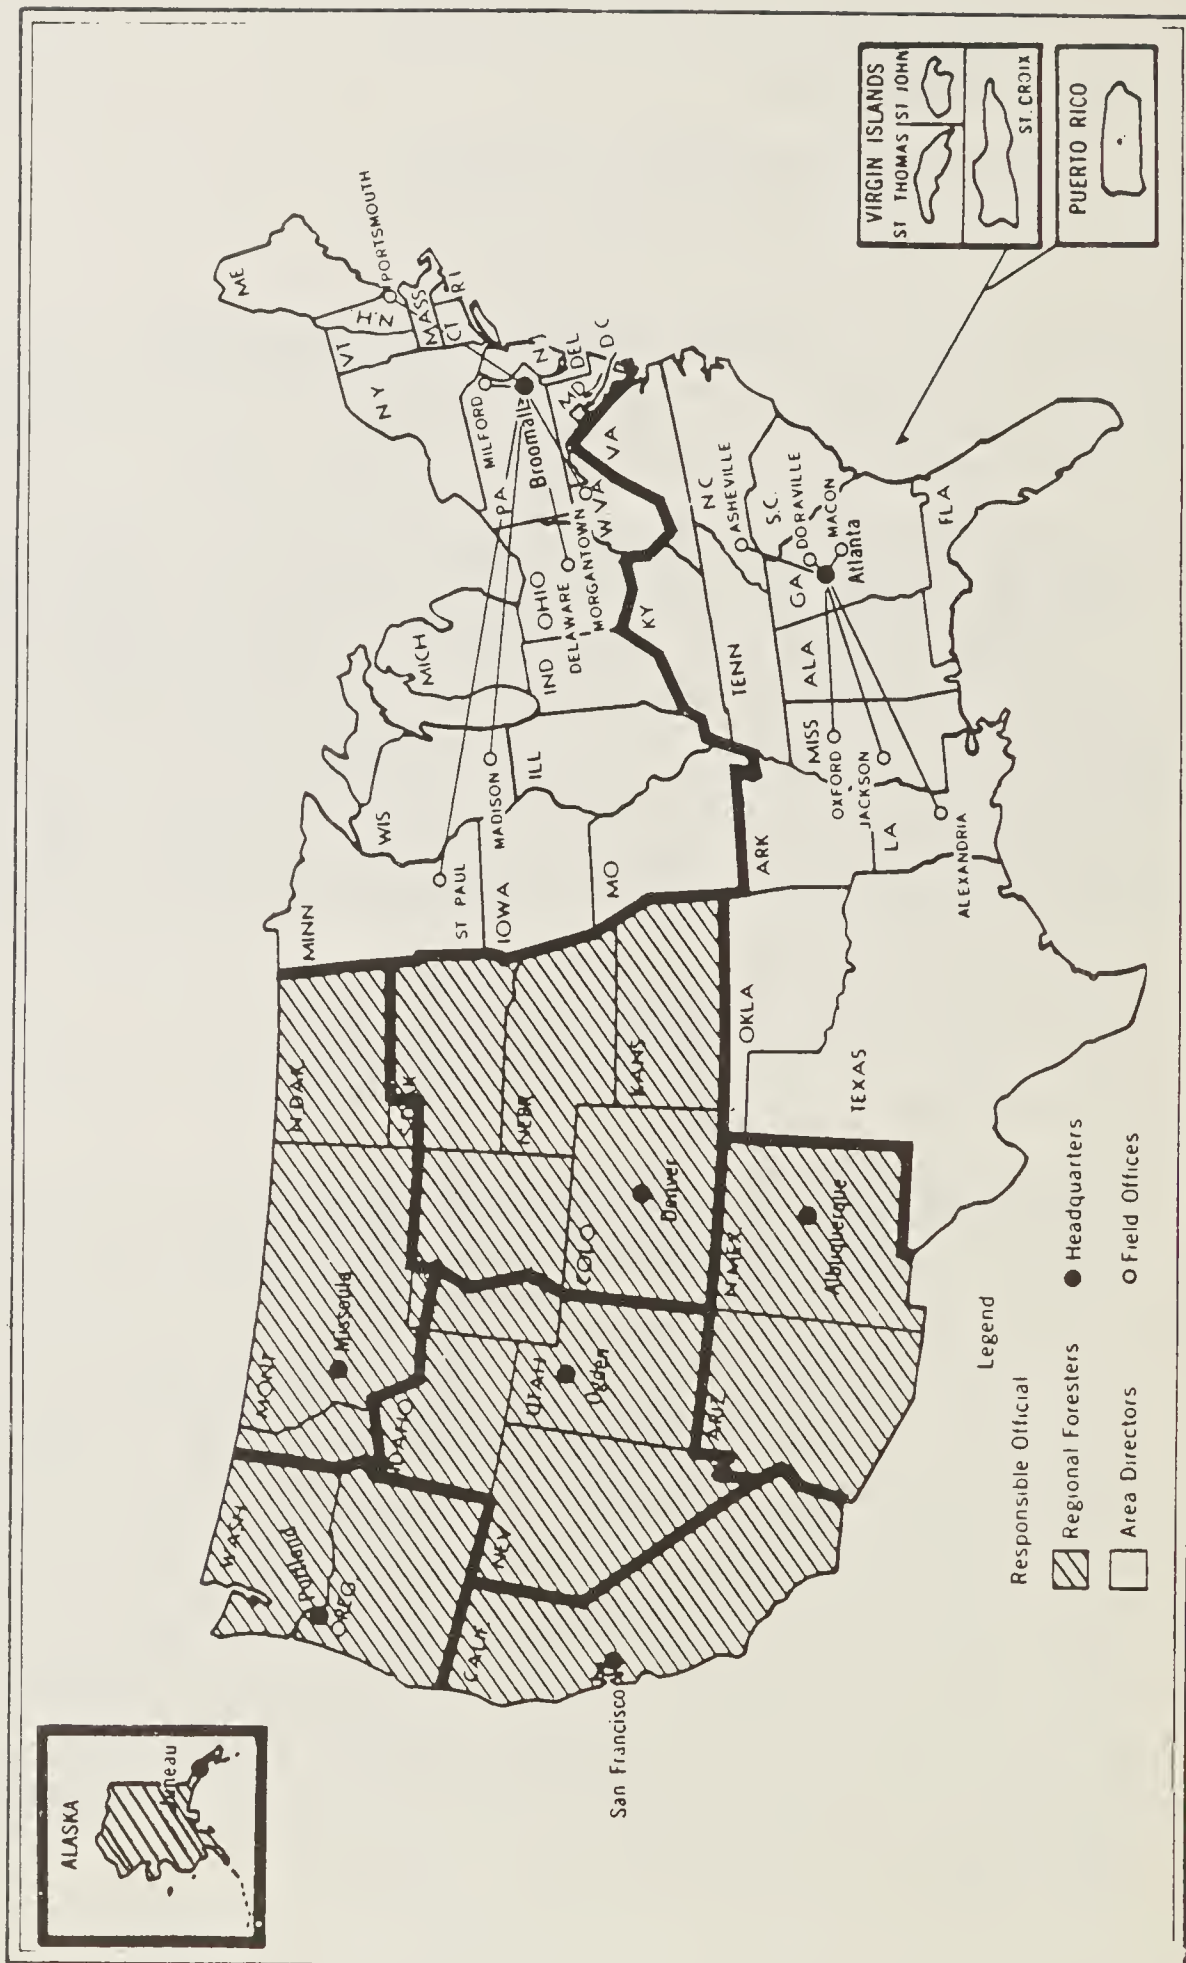 ALASKA
Juneau
WASH
Portland
OREG
CALIF
San Francisco
NEV
IDAHO
MONT
Missoula
UTAH
Ogden
ARIZ
COLO
Denver
N.MEX
Albuquerque
N DAK
S DAK
NEBR
KANS
OKLA
TEXAS
MINN
ST PAUL
IOWA
MO
ARK
LA
ALEXANDRIA
WIS
MADISON
ILL
MICH
IND
OHIO
DELAWARE
MORGANTOWN
W VA
KY
TENN
MISS
OXFORD
JACKSON
ALA
GA
DORAVILLE
MACON
Atlanta
ASHEVILLE
N C
S.C.
FLA
VA
D C
MD
DEL
N
PA
Broomall
MILFORD
N Y
VT
N.H.
ME
PORTSMOUTH
MASS
CT
R I
VIRGIN ISLANDS
ST THOMAS
ST JOHN
ST. CROIX
PUERTO RICO
Legend
Responsible Official
Regional Foresters
Headquarters
Area Directors
Field Offices